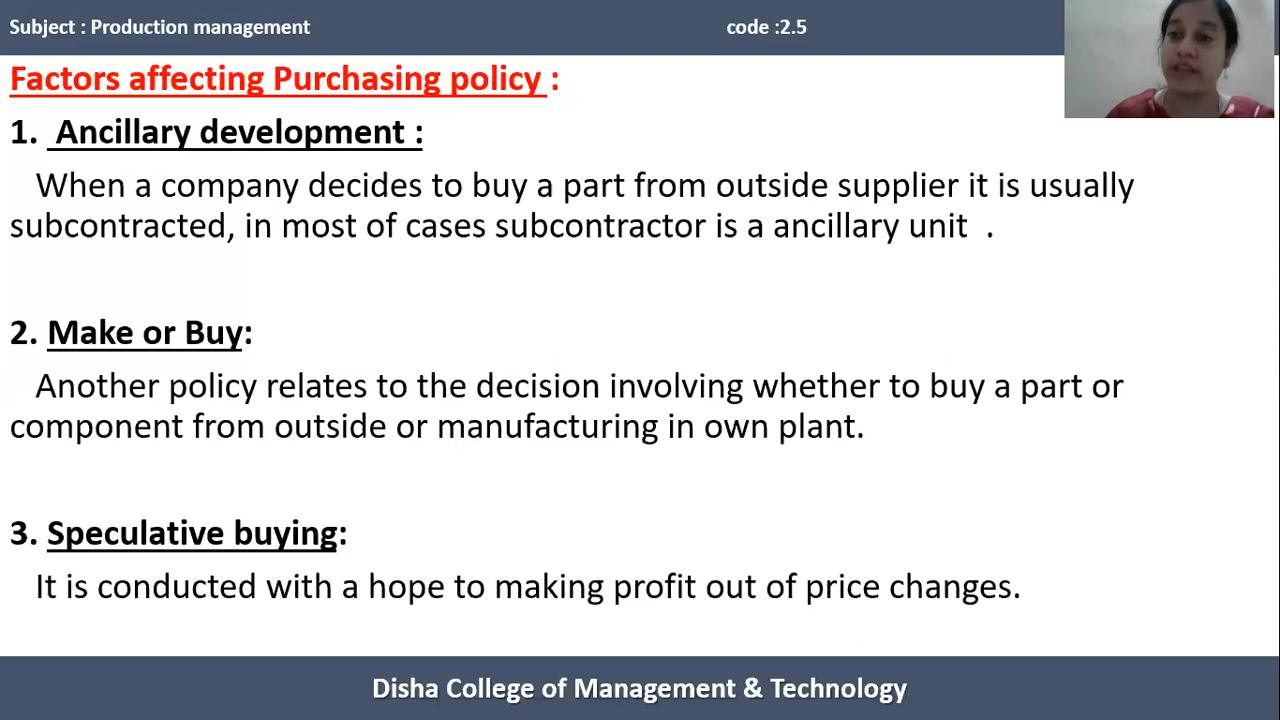 Subject : Production management code :2.5
Factors affecting Purchasing policy :
1. Ancillary development :
When a company decides to buy a part from outside supplier it is usually
subcontracted, in most of cases subcontractor is a ancillary unit .
2. Make or Buy:
Another policy relates to the decision involving whether to buy a part or
component from outside or manufacturing in own plant.
3. Speculative buying:
It is conducted with a hope to making profit out of price changes.
Disha College of Management & Technology